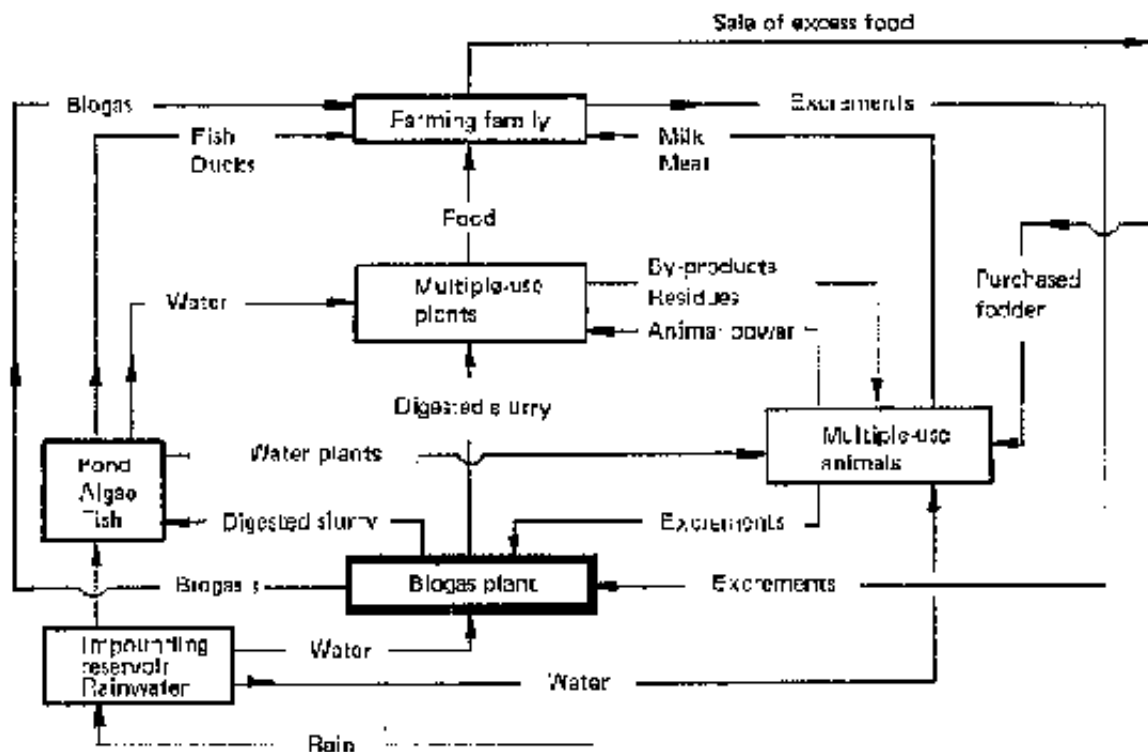 Sale of excess food
Biogas
Farming family
Excrements
Fish
Ducks
Milk
Meat
Food
By-products
Residues
Water
Multiple-use
plants
Animal power
Purchased
fodder
Digested slurry
Multiple-use
animals
Water plants
Pond
Algae
Fish
Digested slurry
Excrements
Biogas
Biogas plant
Excrements
Impounding
reservoir
Rainwater
Water
Water
Rain